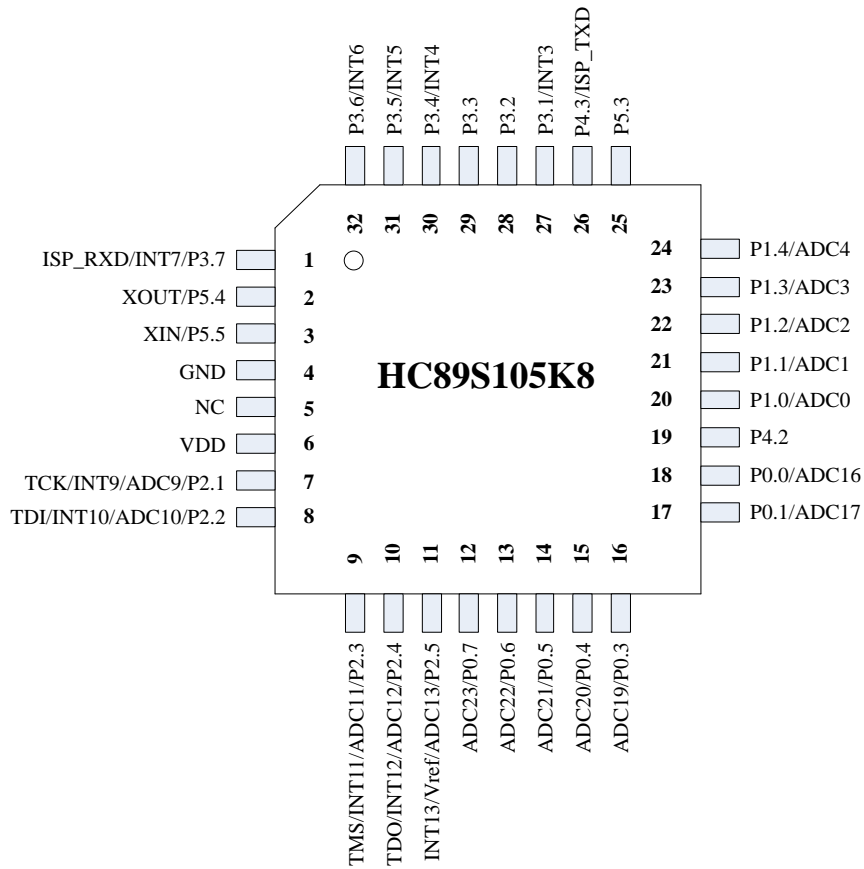 P3.6/INT6
P3.5/INT5
P3.4/INT4
P3.3
P3.2
P3.1/INT3
P4.3/ISP_TXD
P5.3
32
31
30
29
28
27
26
25
ISP_RXD/INT7/P3.7
1
XOUT/P5.4
2
XIN/P5.5
3
GND
4
NC
5
VDD
6
TCK/INT9/ADC9/P2.1
7
TDI/INT10/ADC10/P2.2
8
HC89S105K8
24
P1.4/ADC4
23
P1.3/ADC3
22
P1.2/ADC2
21
P1.1/ADC1
20
P1.0/ADC0
19
P4.2
18
P0.0/ADC16
17
P0.1/ADC17
9
10
11
12
13
14
15
16
TMS/INT11/ADC11/P2.3
TDO/INT12/ADC12/P2.4
INT13/Vref/ADC13/P2.5
ADC23/P0.7
ADC22/P0.6
ADC21/P0.5
ADC20/P0.4
ADC19/P0.3